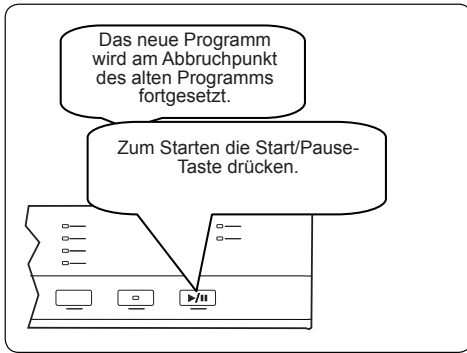 Das neue Programm
wird am Abbruchpunkt
des alten Programms
fortgesetzt.
Zum Starten die Start/Pause-
Taste drücken.